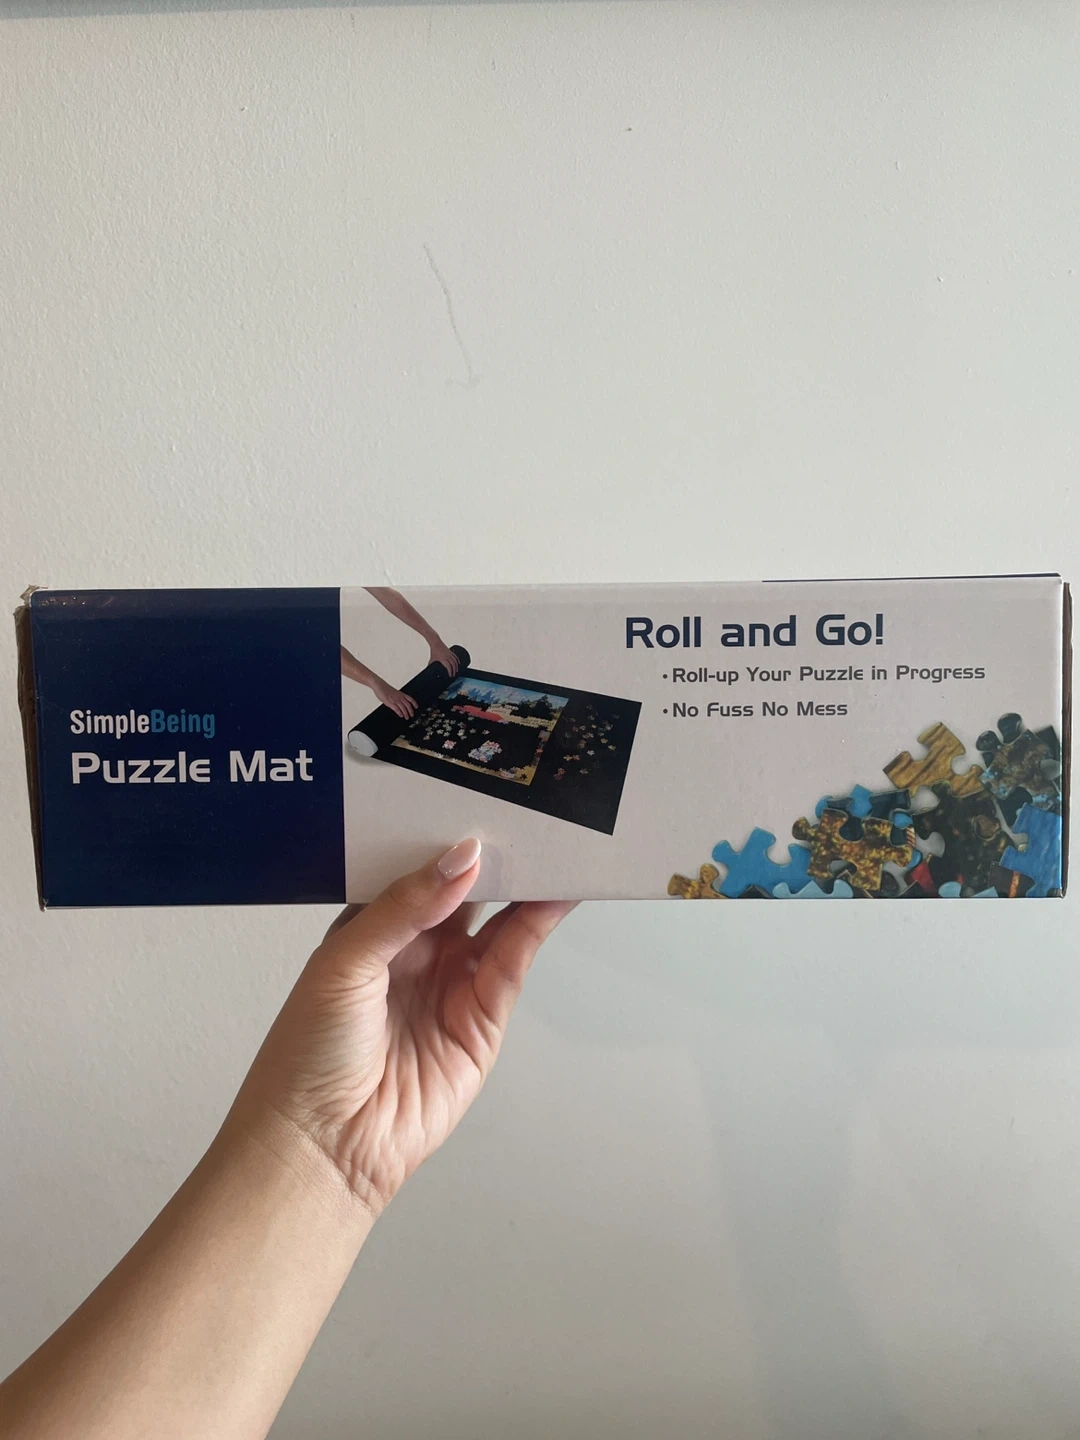 SimpleBeing
Puzzle Mat
Roll and Go!
• Roll-up Your Puzzle in Progress
• No Fuss No Mess